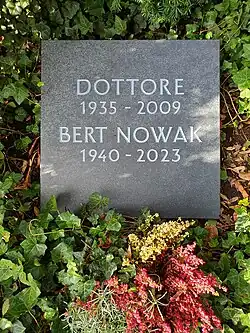 DOTTORE
1935 - 2009
BERT NOWAK
1940 - 2023